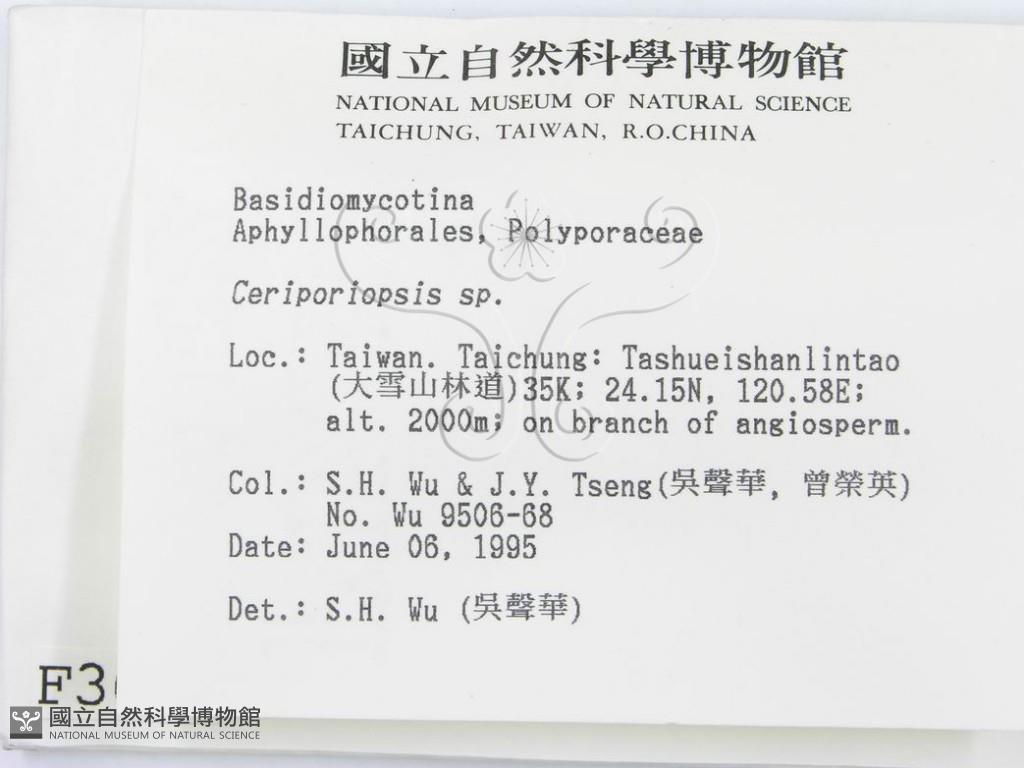 國立自然科學博物館
NATIONAL MUSEUM OF NATURAL SCIENCE
TAICHUNG, TAIWAN, R.O.CHINA
Basidiomycotina
Aphyllophorales, Polyporaceae
Ceriporiopsis sp.
Loc.: Taiwan. Taichung: Tashueishanlintao
(大雪山林道)35K; 24.15N, 120.58E;
alt. 2000m; on branch of angiosperm.
Col.: S.H. Wu & J.Y. Tseng(吳聲華, 曾榮英)
No. Wu 9506-68
Date: June 06, 1995
Det.: S.H. Wu (吳聲華)
國立自然科學博物館
NATIONAL MUSEUM OF NATURAL SCIENCE